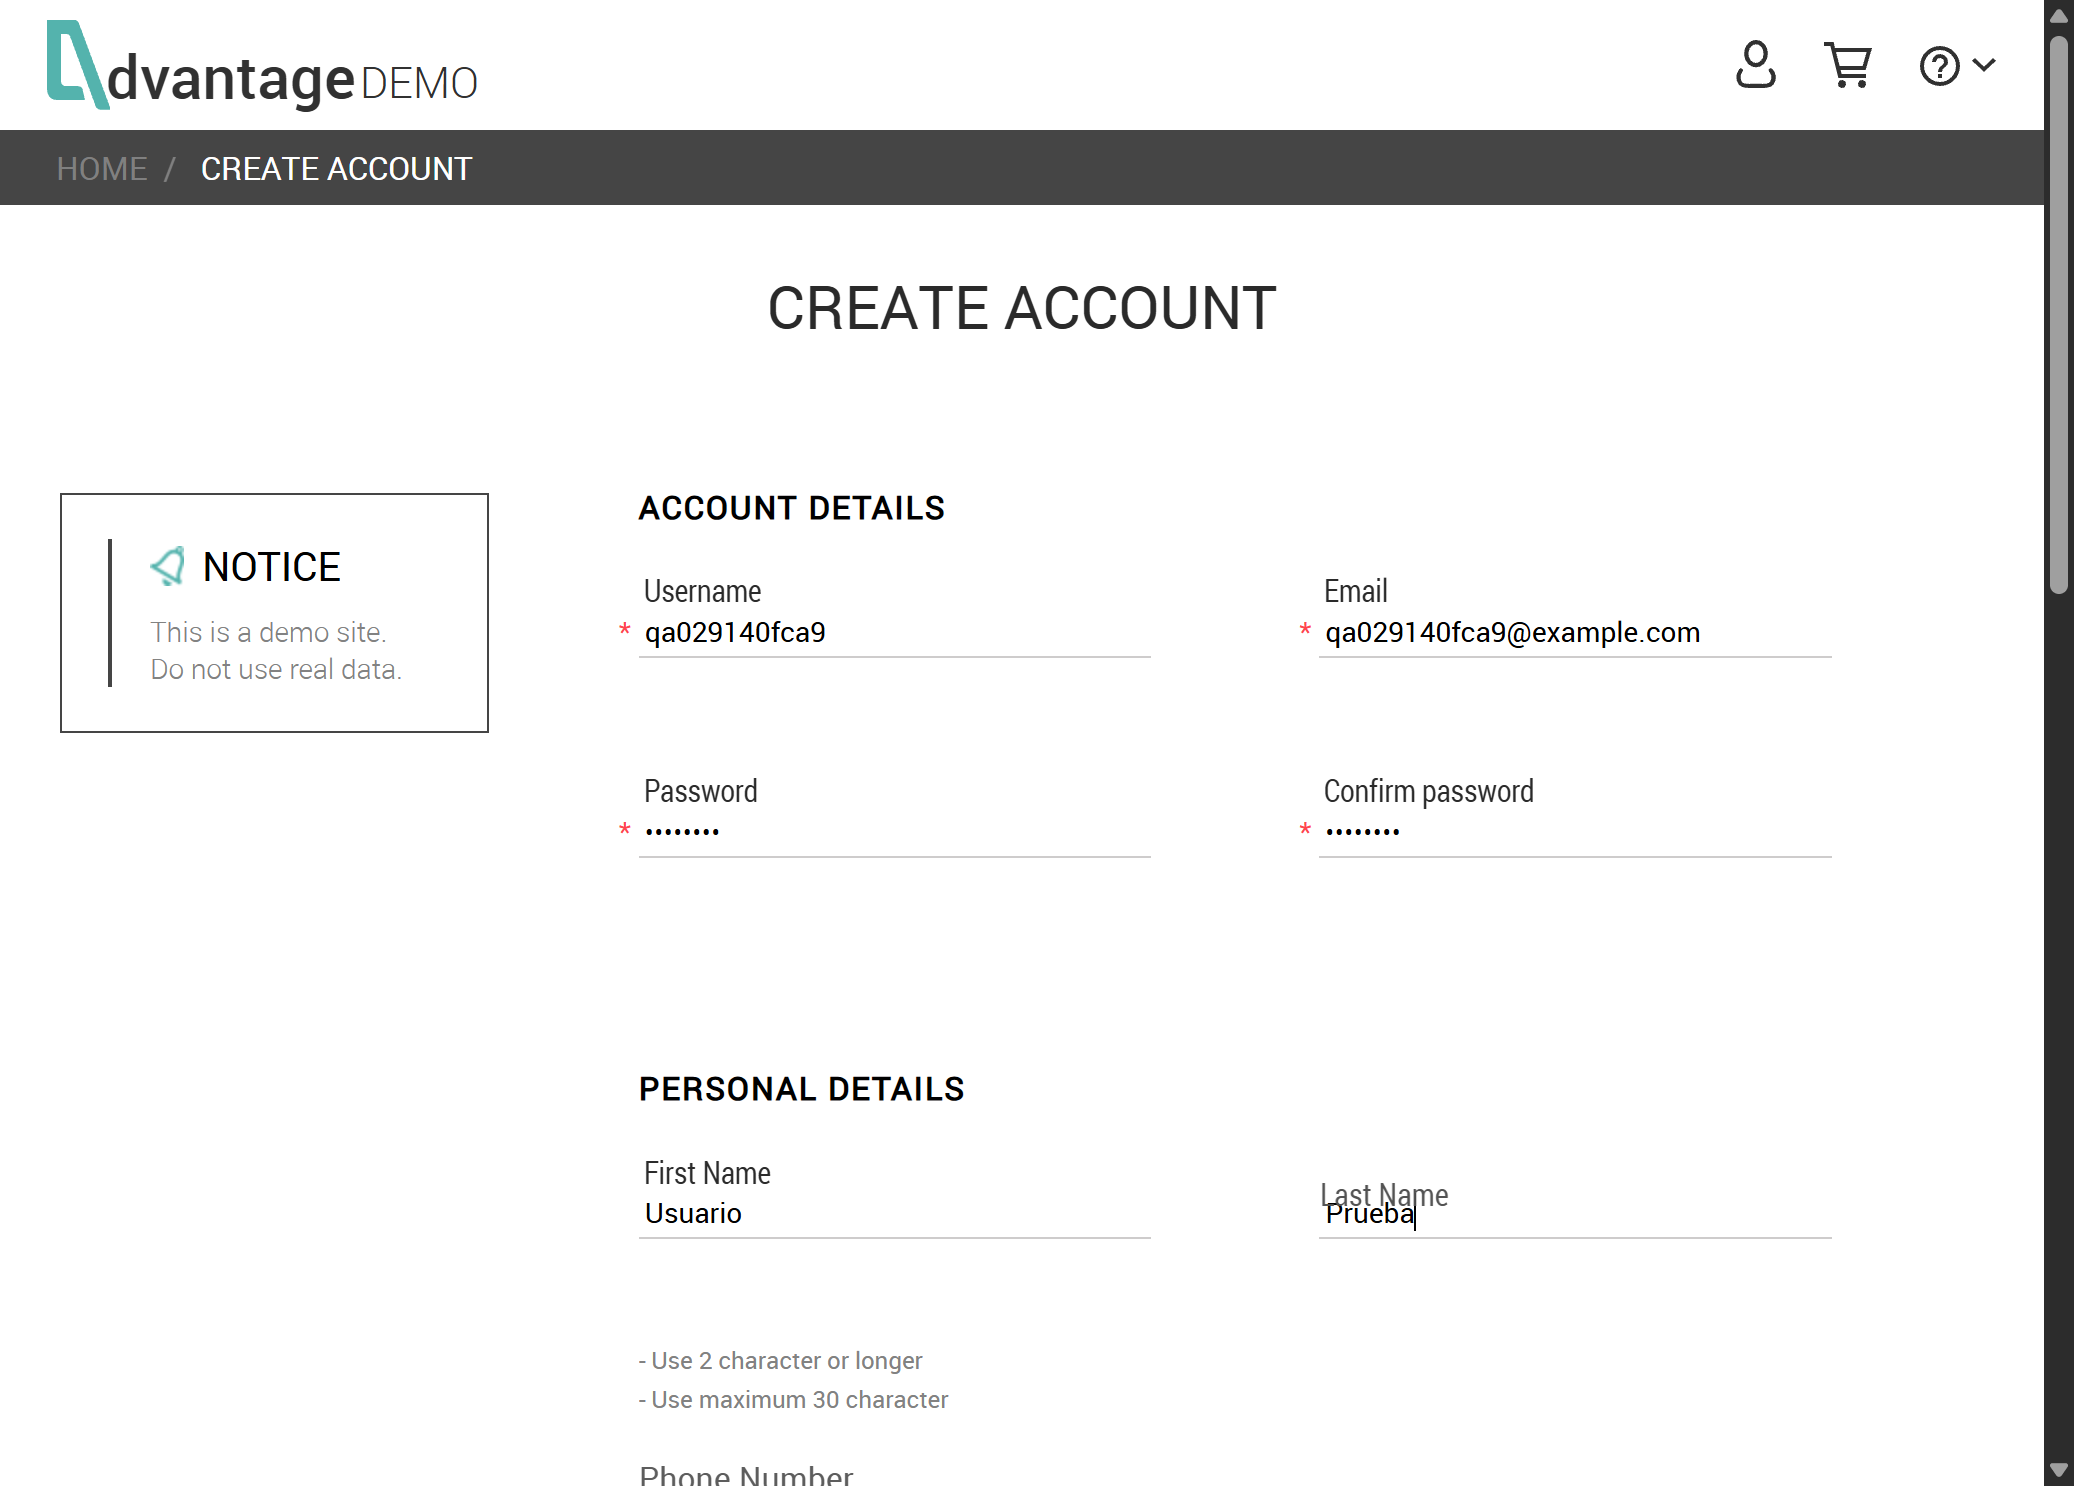 dvantage DEMO
HOME / CREATE ACCOUNT
CREATE ACCOUNT
NOTICE
This is a demo site.
Do not use real data.
ACCOUNT DETAILS
Username
* qa029140fca9
Email
* qa029140fca9@example.com
Password
* ••••••••
Confirm password
* ••••••••
PERSONAL DETAILS
First Name
Usuario
Last Name
Prueba
- Use 2 character or longer
- Use maximum 30 character
Phone Number